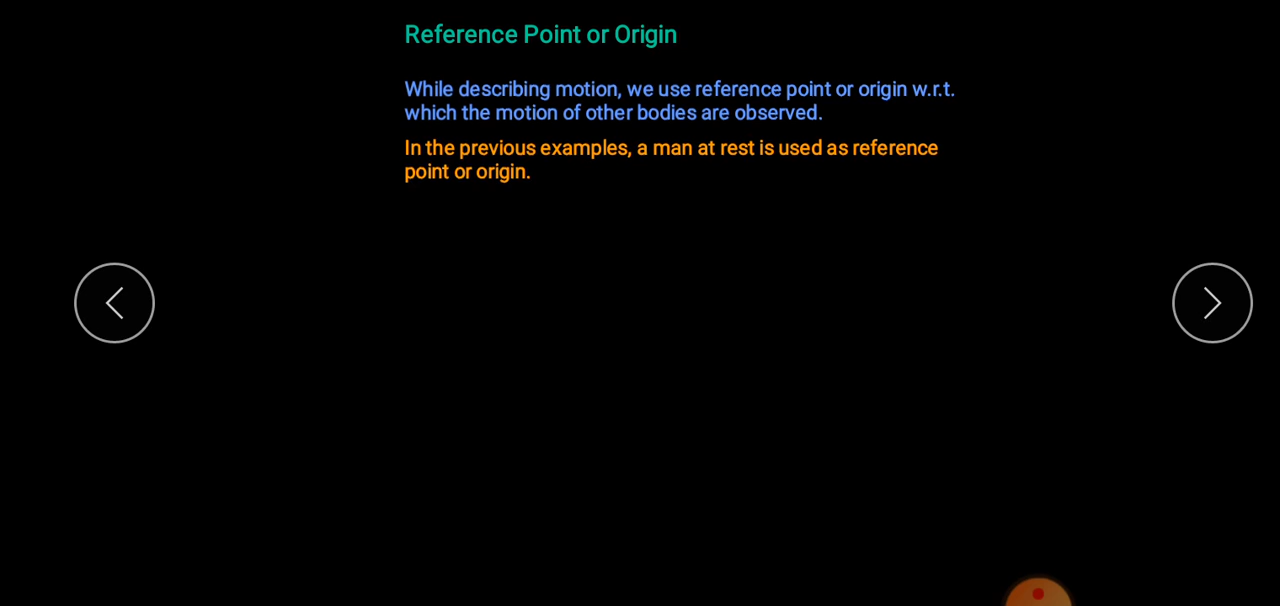 Reference Point or Origin
While describing motion, we use reference point or origin w.r.t.
which the motion of other bodies are observed.
In the previous examples, a man at rest is used as reference
point or origin.